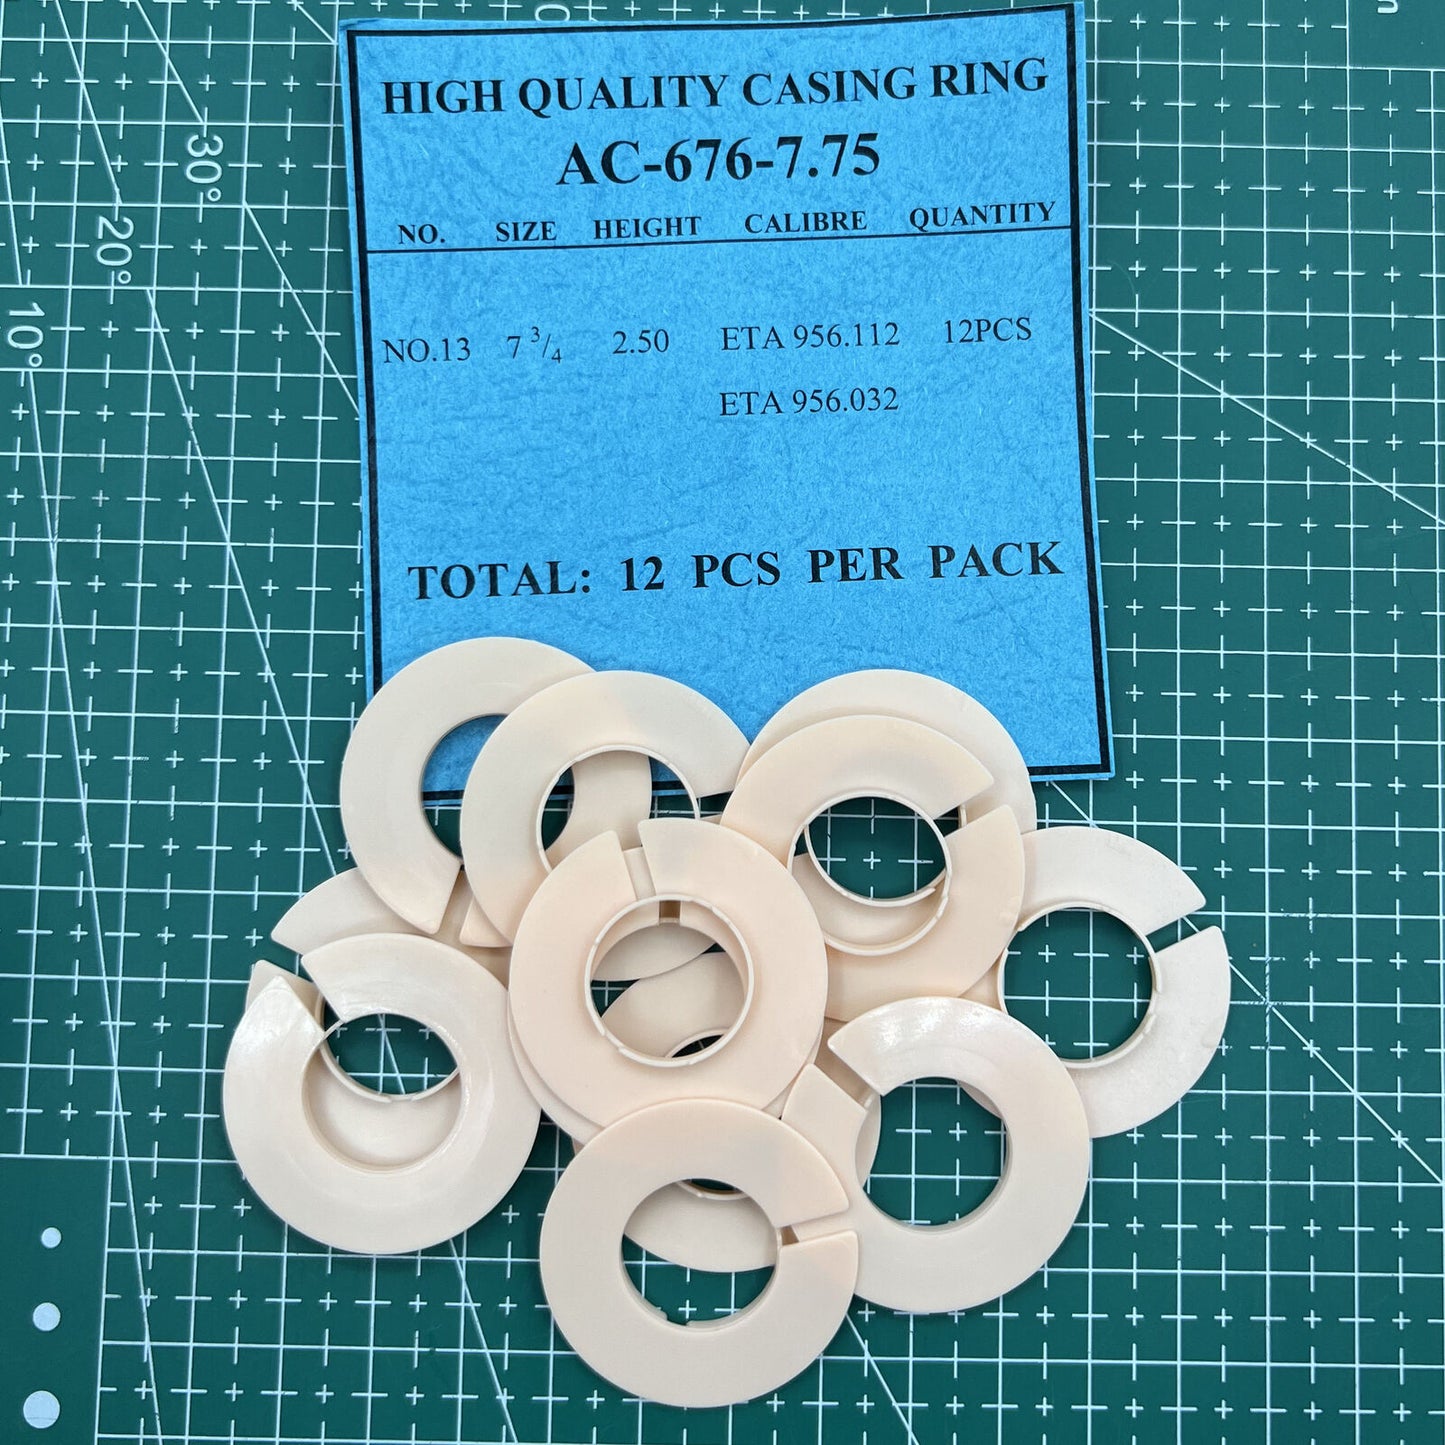 HIGH QUALITY CASING RING
AC-676-7.75
NO. SIZE HEIGHT CALIBRE QUANTITY
NO.13 7 3/4 2.50 ETA 956.112 12PCS
ETA 956.032
TOTAL: 12 PCS PER PACK
30°
20°
10°